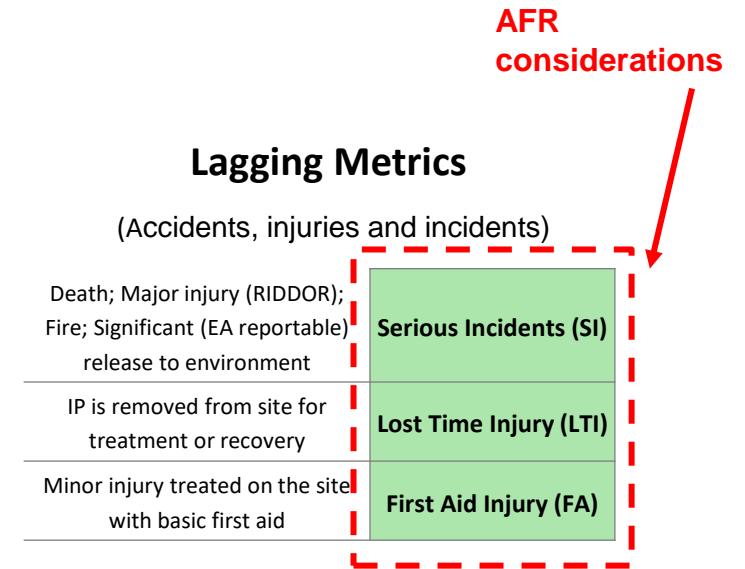 AFR
considerations
Lagging Metrics
(Accidents, injuries and incidents)
Death; Major injury (RIDDOR);
Fire; Significant (EA reportable)
release to environment
Serious Incidents (SI)
IP is removed from site for
treatment or recovery
Lost Time Injury (LTI)
Minor injury treated on the site
with basic first aid
First Aid Injury (FA)